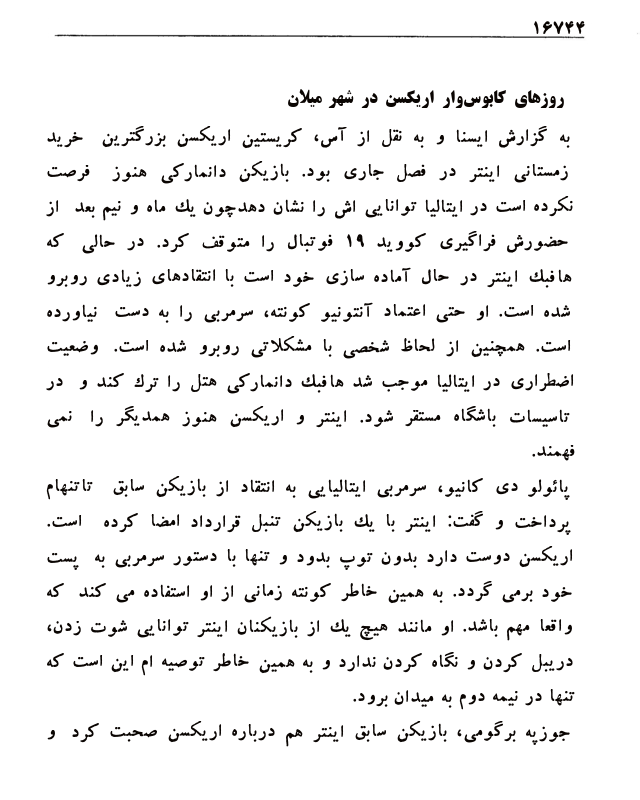 ۱۶۷۴۴
روزهای کابوس‌وار اریکسن در شهر میلان
به گزارش ایسنا و به نقل از آس، کریستین اریکسن بزرگترین خرید
زمستانی اینتر در فصل جاری بود. بازیکن دانمارکی هنوز فرصت
نکرده است در ایتالیا توانایی اش را نشان دهدچون یك ماه و نیم بعد از
حضورش فراگیری کووید ۱۹ فوتبال را متوقف کرد. در حالی که
هافبك اینتر در حال آماده سازی خود است با انتقادهای زیادی روبرو
شده است. او حتی اعتماد آنتونیو کونته، سرمربی را به دست نیاورده
است. همچنین از لحاظ شخصی با مشکلاتی روبرو شده است. وضعیت
اضطراری در ایتالیا موجب شد هافبك دانمارکی هتل را ترك کند و در
تاسیسات باشگاه مستقر شود. اینتر و اریکسن هنوز همدیگر را نمی
فهمند.
پائولو دی کانیو، سرمربی ایتالیایی به انتقاد از بازیکن سابق تاتنهام
پرداخت و گفت: اینتر با یك بازیکن تنبل قرارداد امضا کرده است.
اریکسن دوست دارد بدون توپ بدود و تنها با دستور سرمربی به پست
خود برمی گردد. به همین خاطر کونته زمانی از او استفاده می کند که
واقعا مهم باشد. او مانند هیچ یك از بازیکنان اینتر توانایی شوت زدن،
دریبل کردن و نگاه کردن ندارد و به همین خاطر توصیه ام این است که
تنها در نیمه دوم به میدان برود.
جوزپه برگومی، بازیکن سابق اینتر هم درباره اریکسن صحبت کرد و